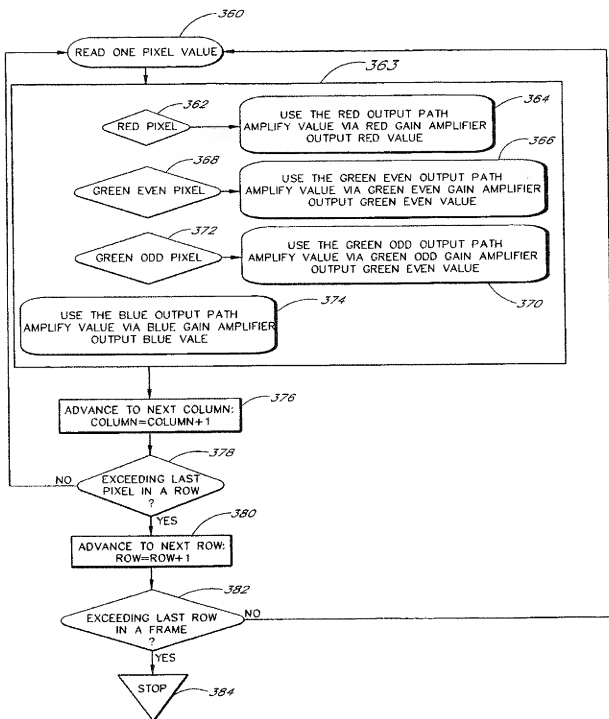 360
READ ONE PIXEL VALUE
363
362
RED PIXEL
USE THE RED OUTPUT PATH
AMPLIFY VALUE VIA RED GAIN AMPLIFIER
OUTPUT RED VALUE
364
368
GREEN EVEN PIXEL
USE THE GREEN EVEN OUTPUT PATH
AMPLIFY VALUE VIA GREEN EVEN GAIN AMPLIFIER
OUTPUT GREEN EVEN VALUE
366
372
GREEN ODD PIXEL
USE THE GREEN ODD OUTPUT PATH
AMPLIFY VALUE VIA GREEN ODD GAIN AMPLIFIER
OUTPUT GREEN EVEN VALUE
370
374
USE THE BLUE OUTPUT PATH
AMPLIFY VALUE VIA BLUE GAIN AMPLIFIER
OUTPUT BLUE VALE
ADVANCE TO NEXT COLUMN:
COLUMN=COLUMN+1
376
378
EXCEEDING LAST
PIXEL IN A ROW
?
NO
YES
380
ADVANCE TO NEXT ROW:
ROW=ROW+1
382
EXCEEDING LAST ROW
IN A FRAME
?
NO
YES
STOP
384